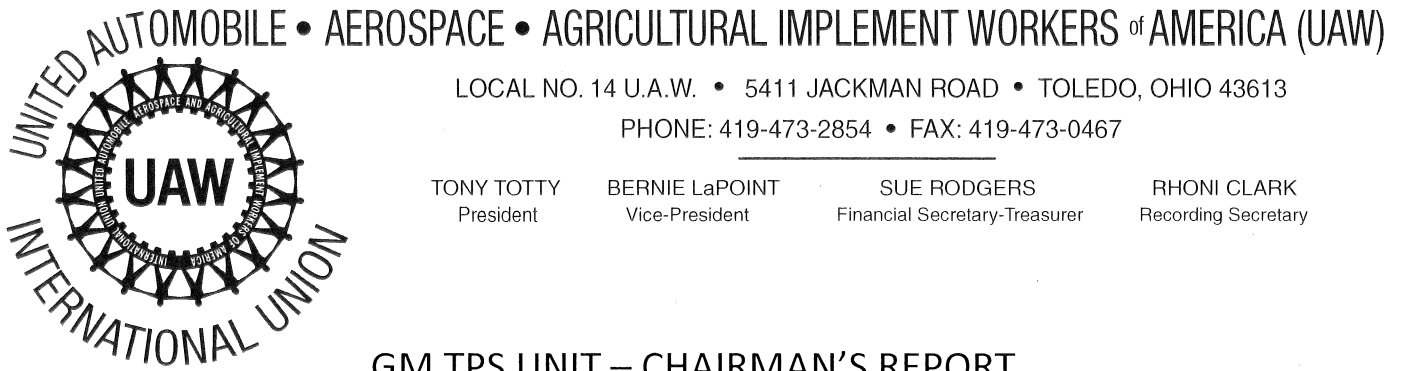 UNITED AUTOMOBILE • AEROSPACE • AGRICULTURAL IMPLEMENT WORKERS of AMERICA (UAW)
LOCAL NO. 14 U.A.W. • 5411 JACKMAN ROAD • TOLEDO, OHIO 43613
PHONE: 419-473-2854 • FAX: 419-473-0467
TONY TOTTY BERNIE LaPOINT SUE RODGERS RHONI CLARK
President Vice-President Financial Secretary-Treasurer Recording Secretary
INTERNATIONAL UNION UNITED AUTOMOBILE AEROSPACE AND AGRICULTURAL IMPLEMENT WORKERS OF AMERICA
UAW
INTERNATIONAL UNION
GM TPS UNIT – CHAIRMAN'S REPORT